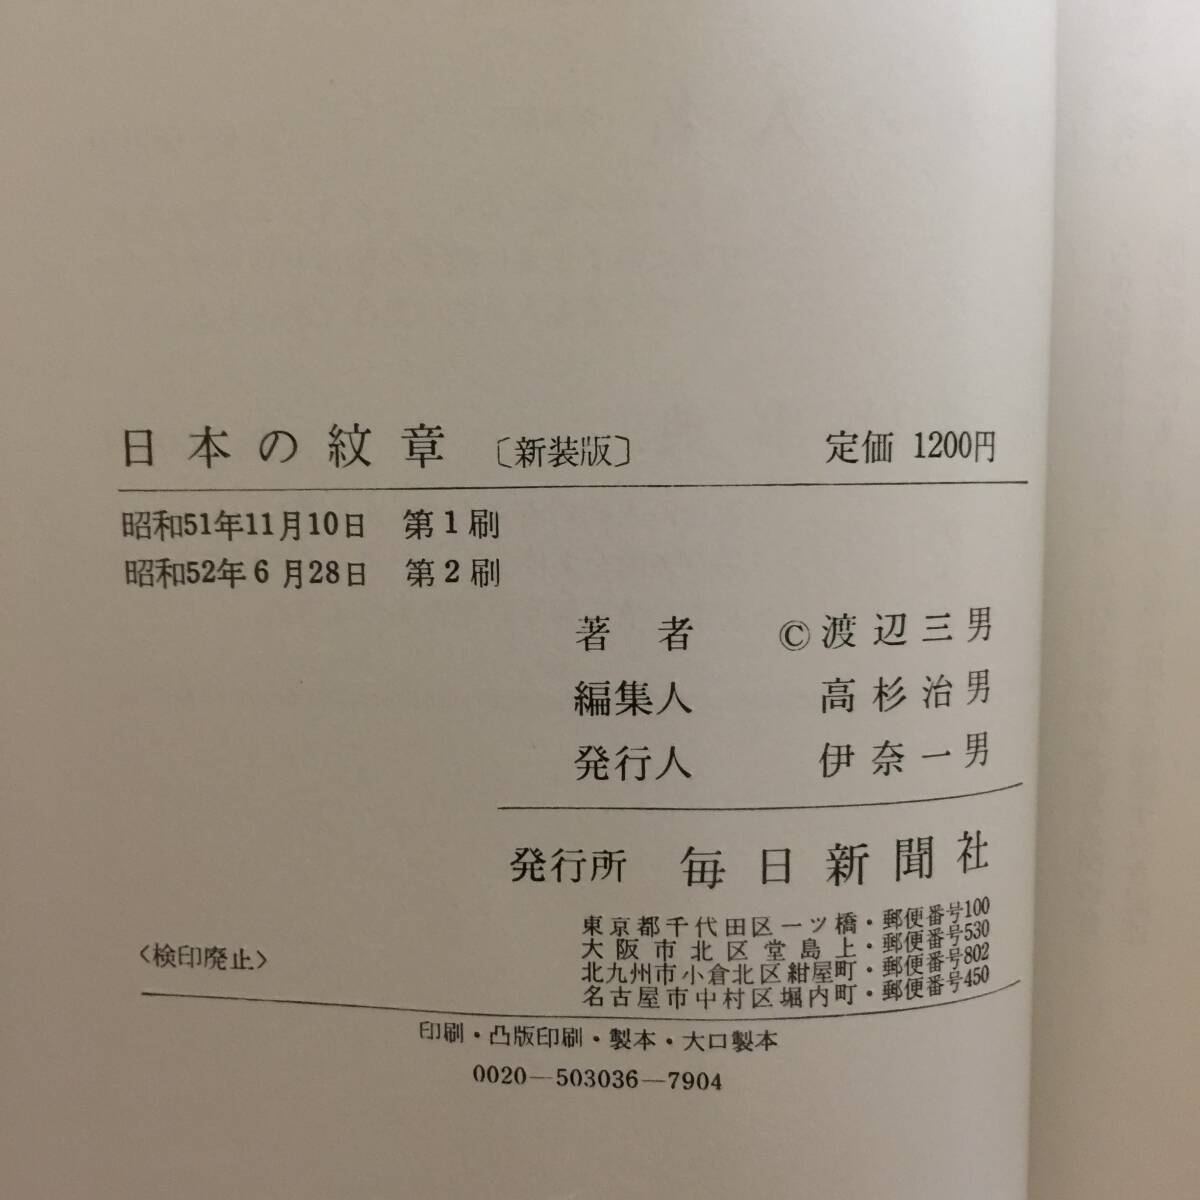 日本の紋章 〔新装版〕 定価 1200円
昭和51年11月10日 第1刷
昭和52年6月28日 第2刷
著者 ©渡辺三男
編集人 高杉治男
発行人 伊奈一男
発行所 毎日新聞社
東京都千代田区一ツ橋・郵便番号100
大阪市北区堂島上・郵便番号530
北九州市小倉北区紺屋町・郵便番号802
名古屋市中村区堀内町・郵便番号450
〈検印廃止〉
印刷・凸版印刷・製本・大口製本
0020—503036—7904